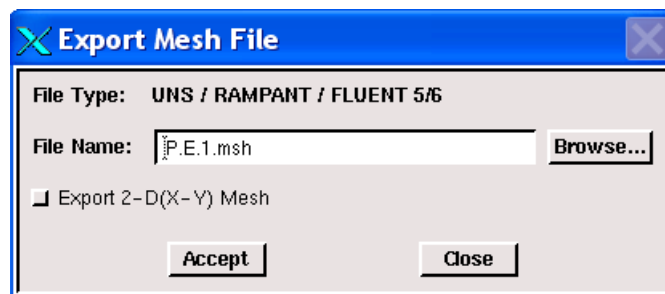 Export Mesh File
File Type: UNS / RAMPANT / FLUENT 5/6
File Name: P.E.1.msh Browse...
Export 2-D(X-Y) Mesh
Accept Close